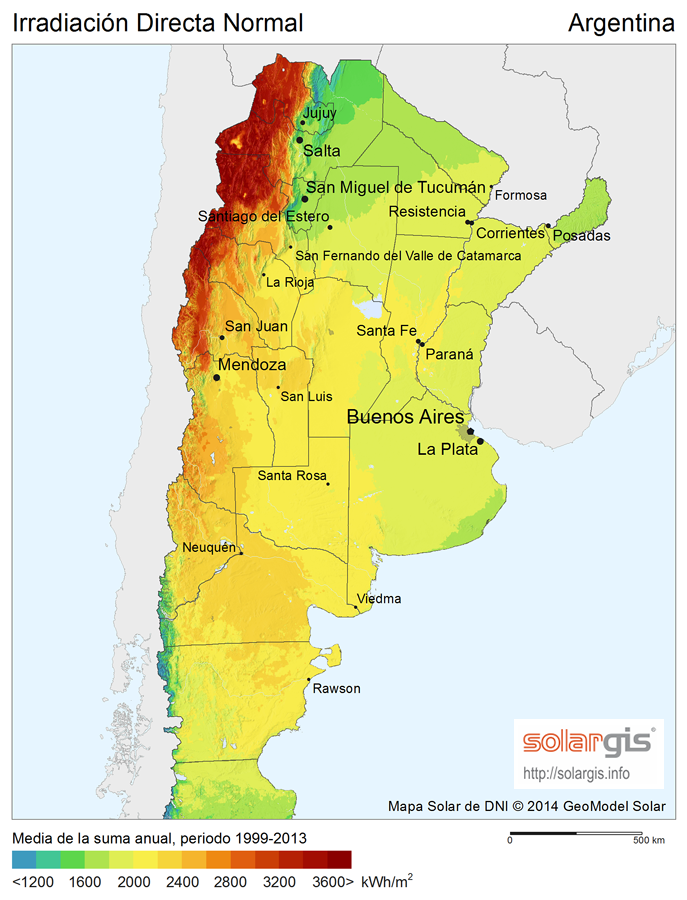 Irradiación Directa Normal
Argentina
Jujuy
Salta
San Miguel de Tucumán
Formosa
Santiago del Estero
Resistencia
Corrientes
Posadas
San Fernando del Valle de Catamarca
La Rioja
San Juan
Santa Fe
Paraná
Mendoza
San Luis
Buenos Aires
La Plata
Santa Rosa
Neuquén
Viedma
Rawson
solargis®
http://solargis.info
Mapa Solar de DNI © 2014 GeoModel Solar
Media de la suma anual, periodo 1999-2013
0 500 km
<1200 1600 2000 2400 2800 3200 3600> kWh/m²